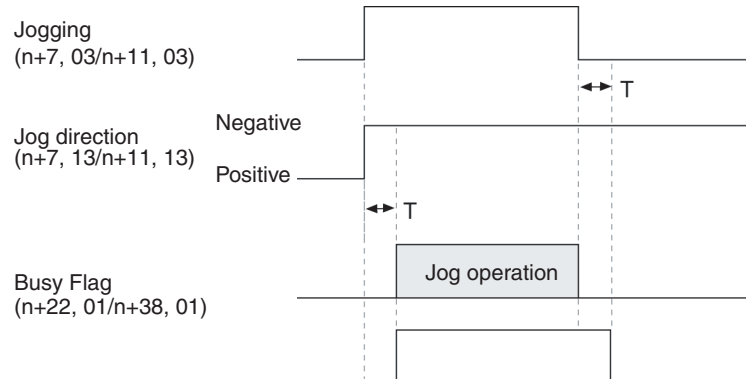 Jogging
(n+7, 03/n+11, 03)
T
Negative
Jog direction
(n+7, 13/n+11, 13)
Positive
T
Jog operation
Busy Flag
(n+22, 01/n+38, 01)